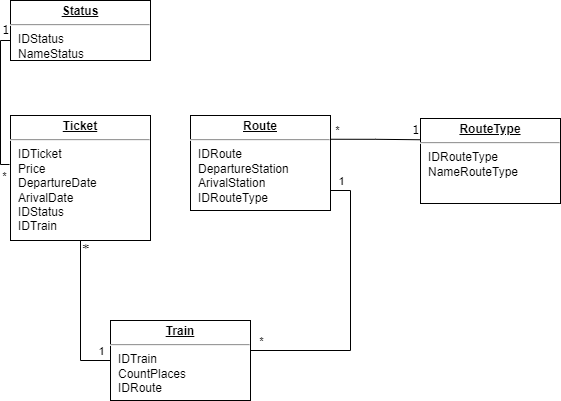 Status
IDStatus
NameStatus
1
*
Ticket
IDTicket
Price
DepartureDate
ArivalDate
IDStatus
IDTrain
*
1
Route
IDRoute
DepartureStation
ArivalStation
IDRouteType
*
1
RouteType
IDRouteType
NameRouteType
1
*
Train
IDTrain
CountPlaces
IDRoute